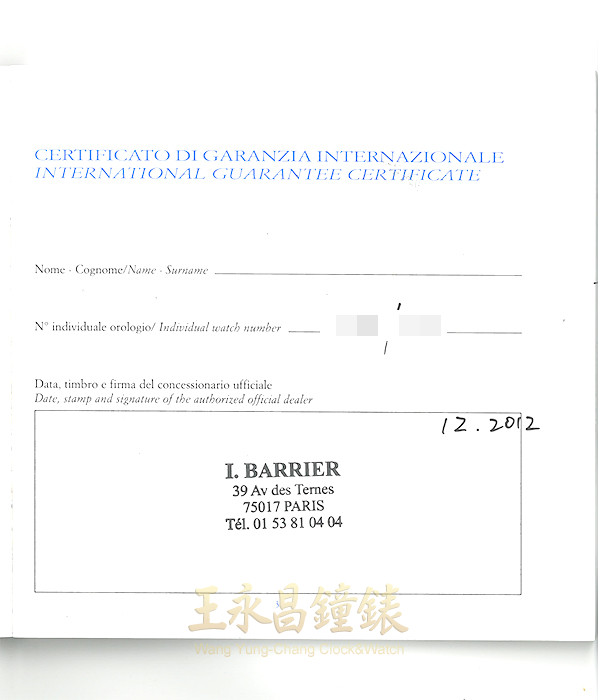 CERTIFICATO DI GARANZIA INTERNAZIONALE
INTERNATIONAL GUARANTEE CERTIFICATE
Nome - Cognome/Name - Surname
N° individuale orologio/ Individual watch number
Data, timbro e firma del concessionario ufficiale
Date, stamp and signature of the authorized official dealer
12.2012
I. BARRIER
39 Av des Ternes
75017 PARIS
Tél. 01 53 81 04 04
3
王永昌鐘錶
Wang Yung-Chang Clock&Watch